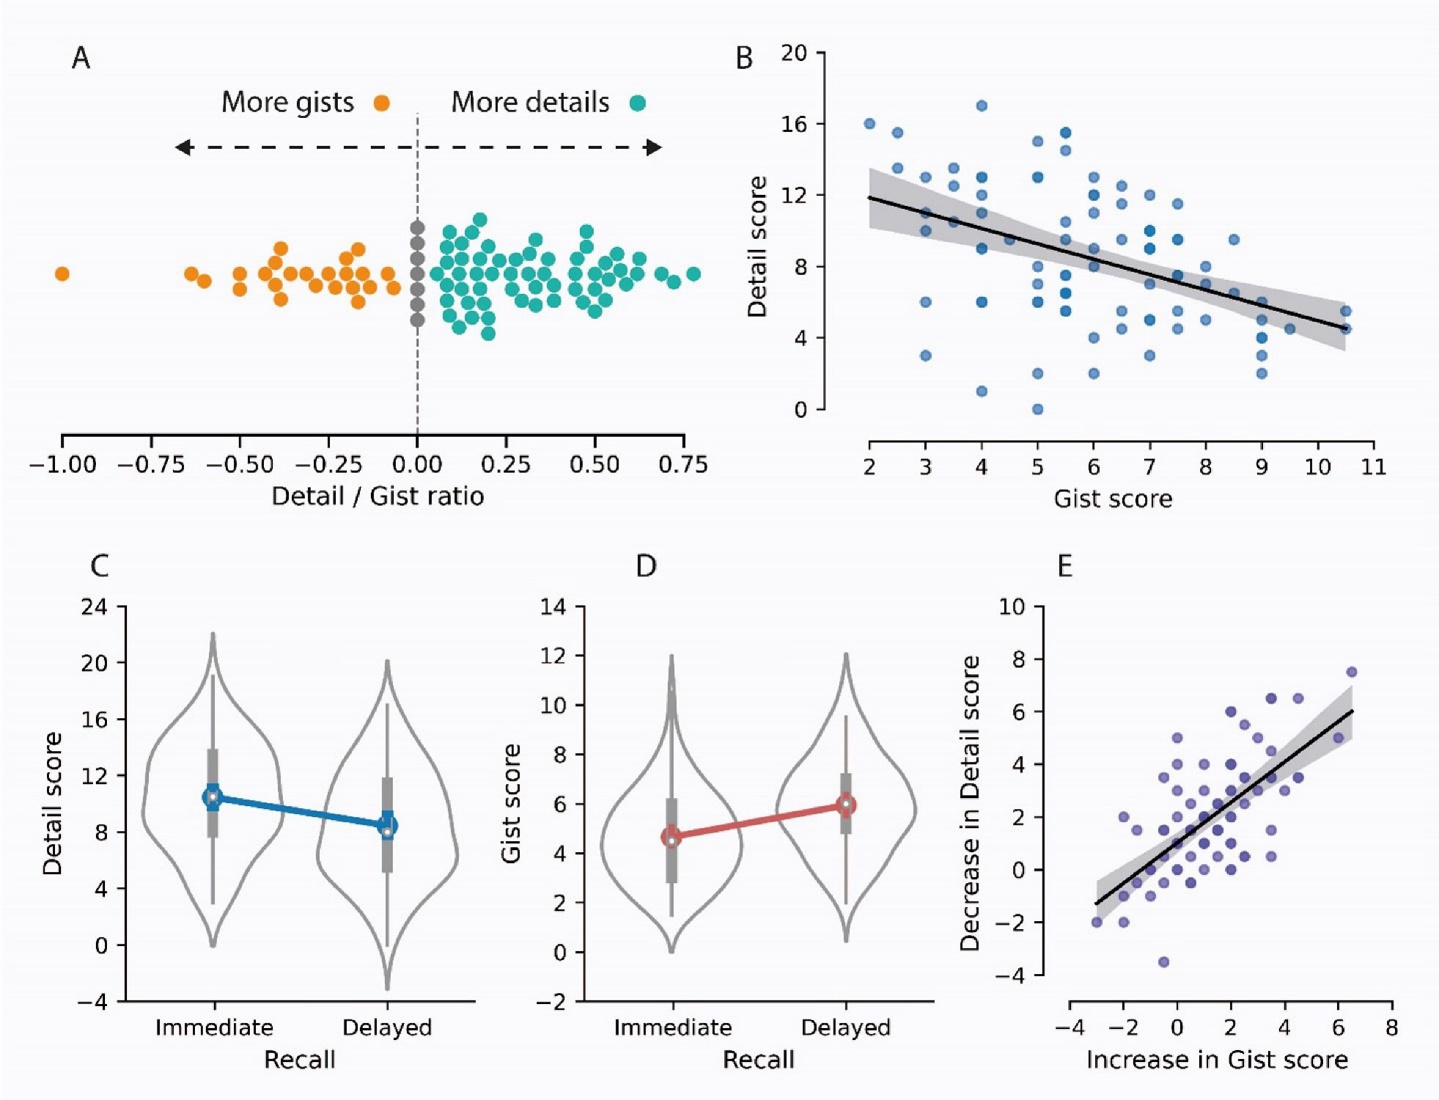 A
More gists
More details
−1.00 −0.75 −0.50 −0.25 0.00 0.25 0.50 0.75
Detail / Gist ratio
B
20
16
12
8
4
0
Detail score
2 3 4 5 6 7 8 9 10 11
Gist score
C
24
20
16
12
8
4
0
−4
Detail score
Immediate Delayed
Recall
D
14
12
10
8
6
4
2
0
−2
Gist score
Immediate Delayed
Recall
E
10
8
6
4
2
0
−2
−4
Decrease in Detail score
−4 −2 0 2 4 6 8
Increase in Gist score